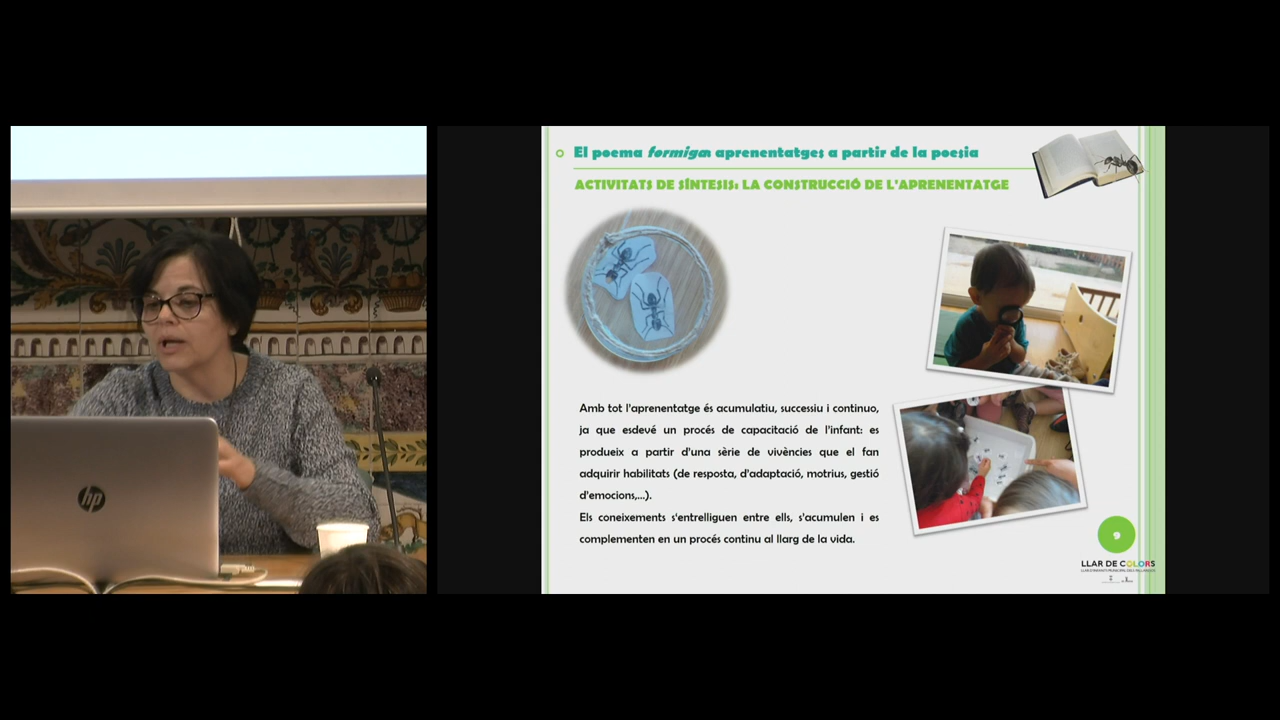 El poema formiga: aprenentatges a partir de la poesia
ACTIVITATS DE SÍNTESIS: LA CONSTRUCCIÓ DE L'APRENENTATGE
Amb tot l'aprenentatge és acumulatiu, successiu i continuo,
ja que esdevé un procés de capacitació de l'infant: es
produeix a partir d'una sèrie de vivències que el fan
adquirir habilitats (de resposta, d'adaptació, motrius, gestió
d'emocions,...).
Els coneixements s'entrelliguen entre ells, s'acumulen i es
complementen en un procés continu al llarg de la vida.
9
LLAR DE COLORS
hp